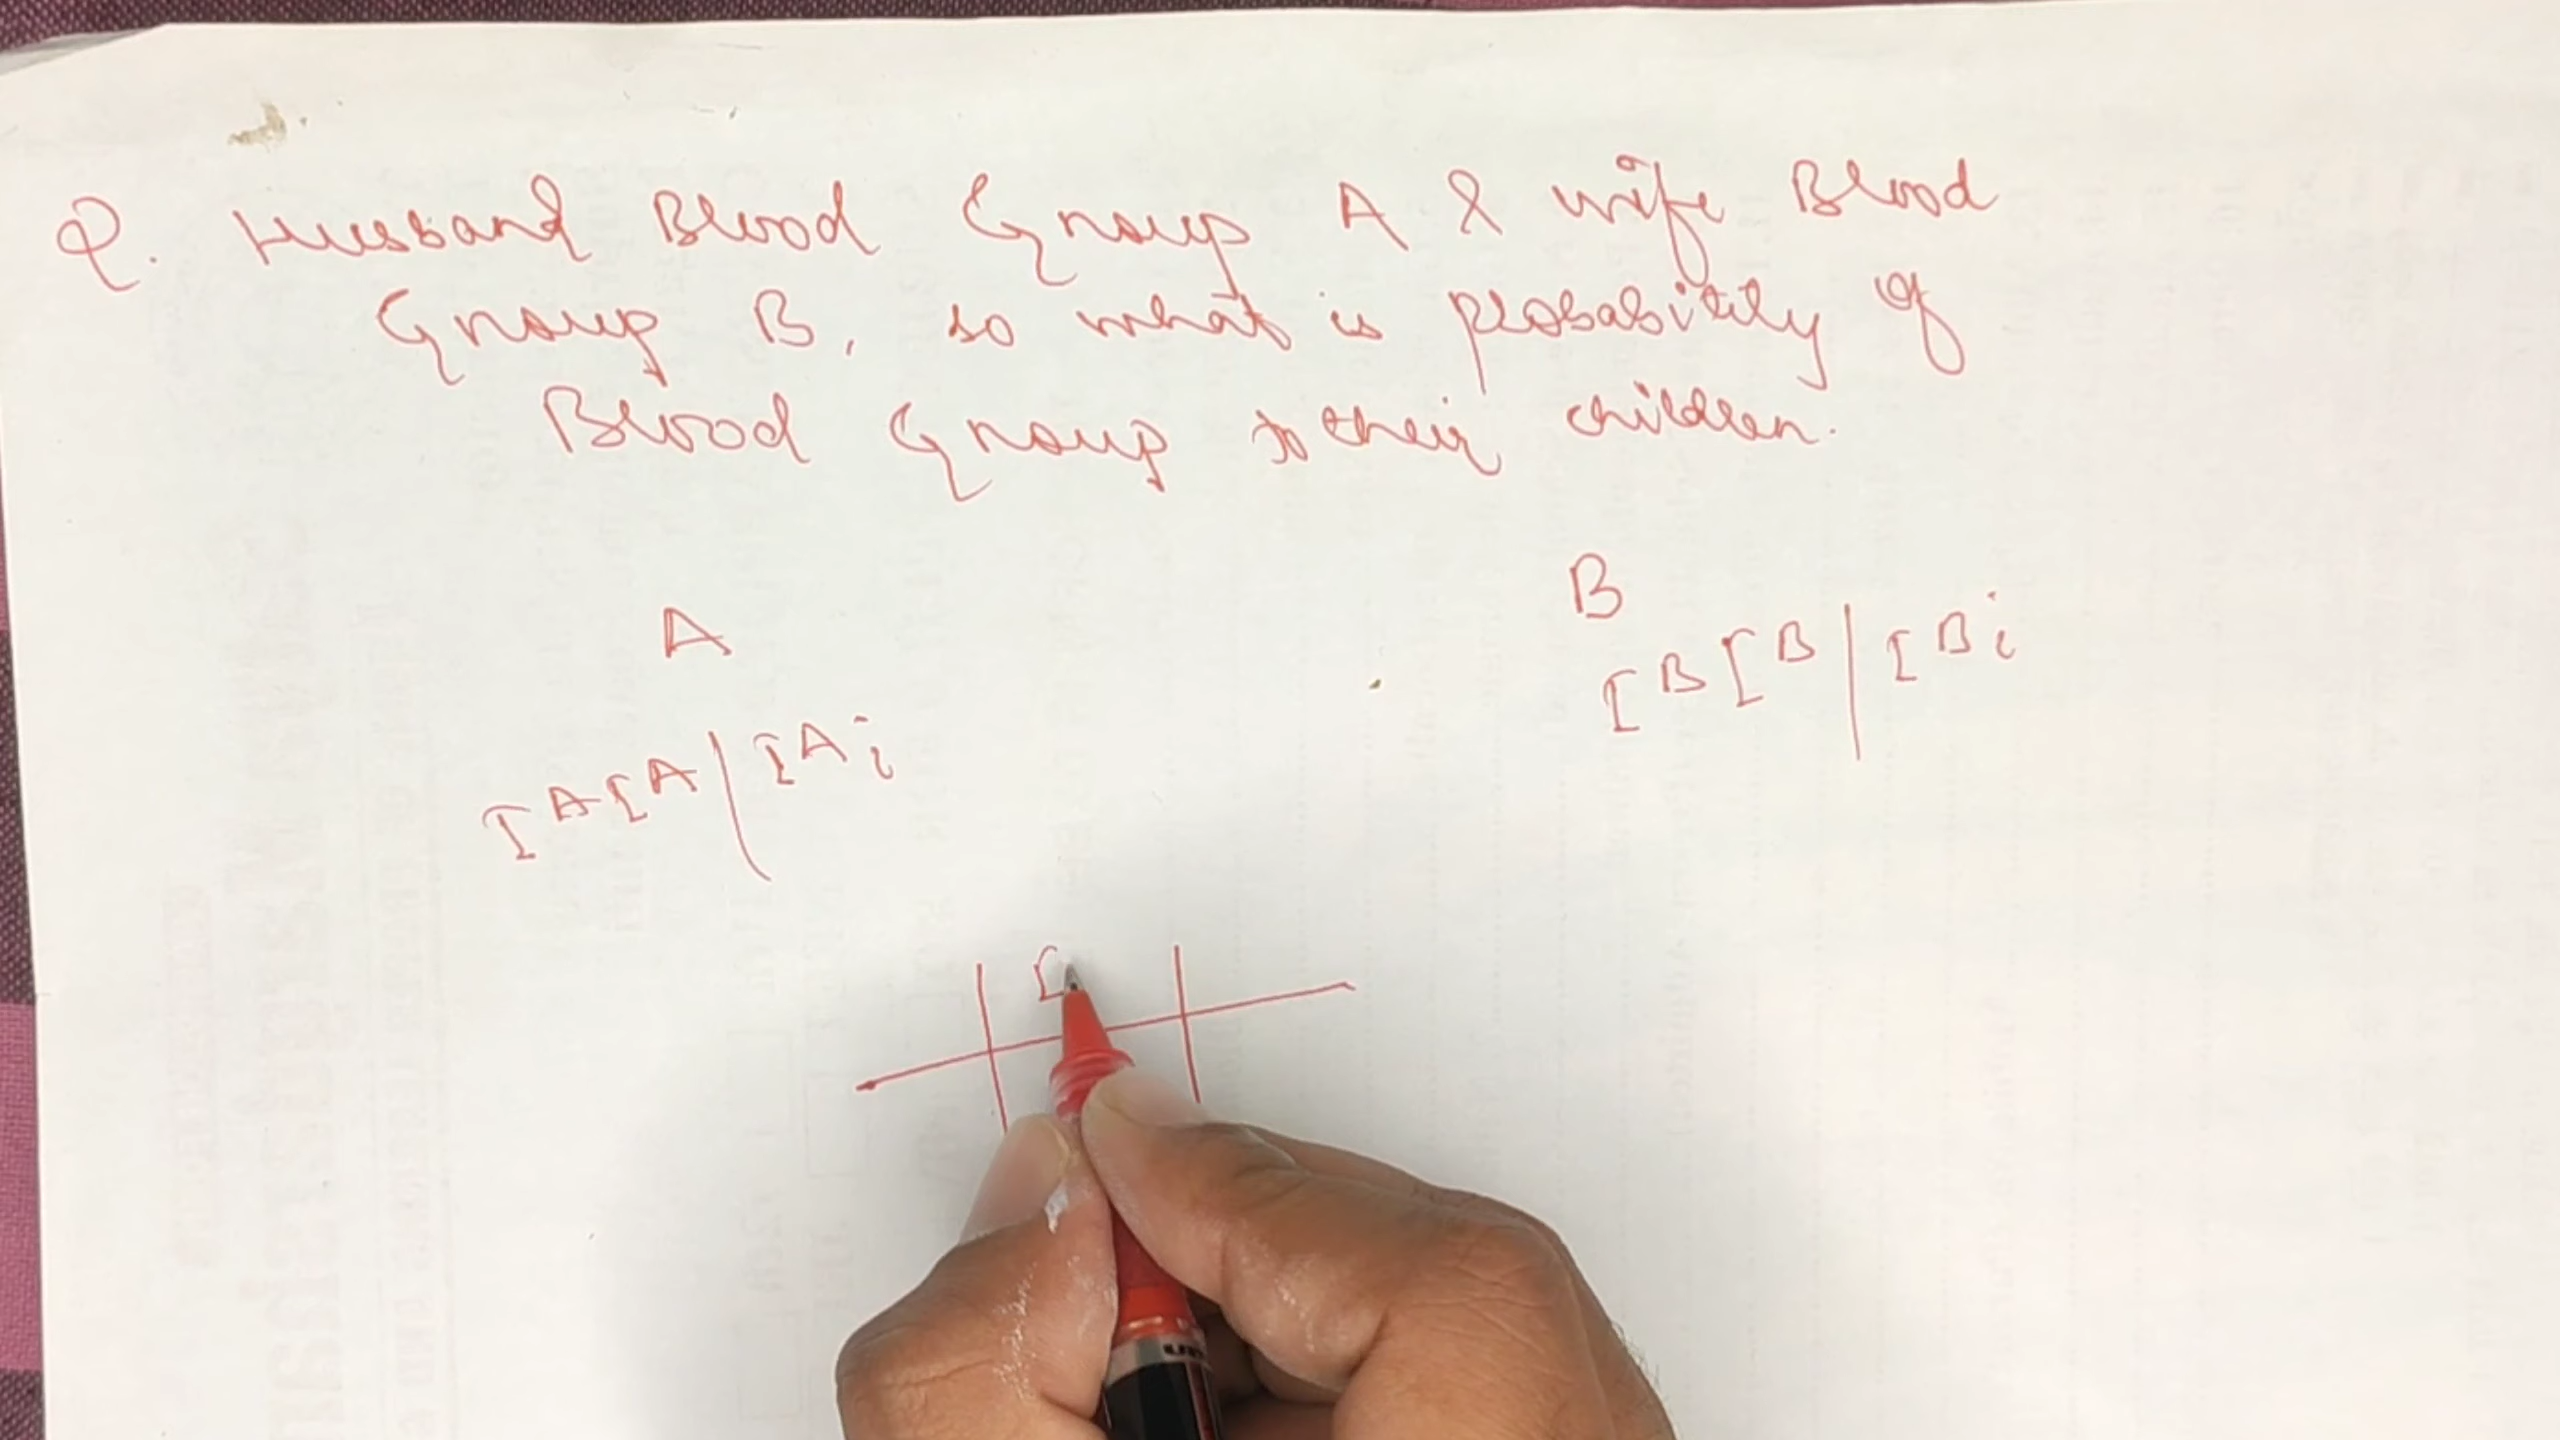 Q. Husband Blood Group A & wife Blood
Group B, so what is probability of
Blood Group to their children.
A
B
I^A I^A / I^A i
I^B I^B | I^B i
I